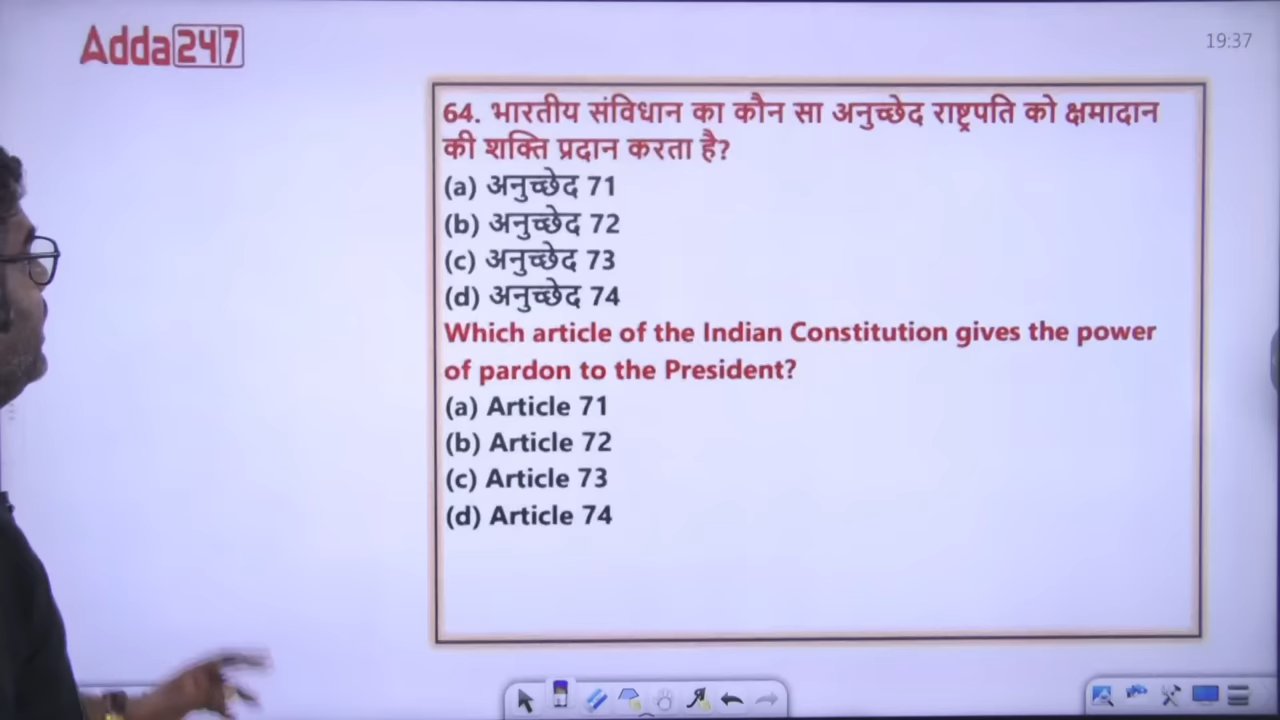 Adda247
19:37
64. भारतीय संविधान का कौन सा अनुच्छेद राष्ट्रपति को क्षमादान
की शक्ति प्रदान करता है?
(a) अनुच्छेद 71
(b) अनुच्छेद 72
(c) अनुच्छेद 73
(d) अनुच्छेद 74
Which article of the Indian Constitution gives the power
of pardon to the President?
(a) Article 71
(b) Article 72
(c) Article 73
(d) Article 74